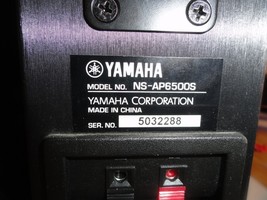 YAMAHA
MODEL NO. NS-AP6500S
YAMAHA CORPORATION
MADE IN CHINA
SER. NO. 5032288